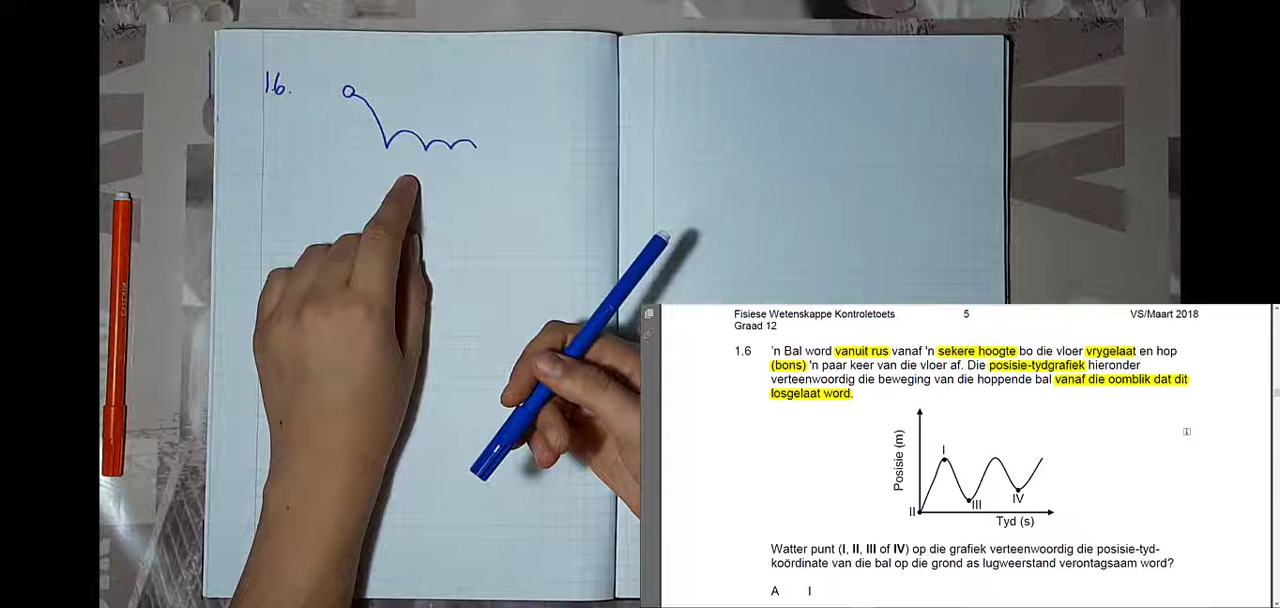 16.
Fisiese Wetenskappe Kontroletoets 5 VS/Maart 2018
Graad 12
1.6 'n Bal word vanuit rus vanaf 'n sekere hoogte bo die vloer vrygelaat en hop
(bons) 'n paar keer van die vloer af. Die posisie-tydgrafiek hieronder
verteenwoordig die beweging van die hoppende bal vanaf die oomblik dat dit
losgelaat word.
Posisie (m)
I
II
III
IV
Tyd (s)
Watter punt (I, II, III of IV) op die grafiek verteenwoordig die posisie-tyd-
koördinate van die bal op die grond as lugweerstand verontagsaam word?
A I